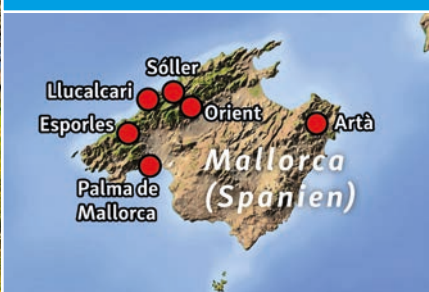 Sóller
Llucalcari
Orient
Esporles
Artà
Palma de
Mallorca
Mallorca
(Spanien)